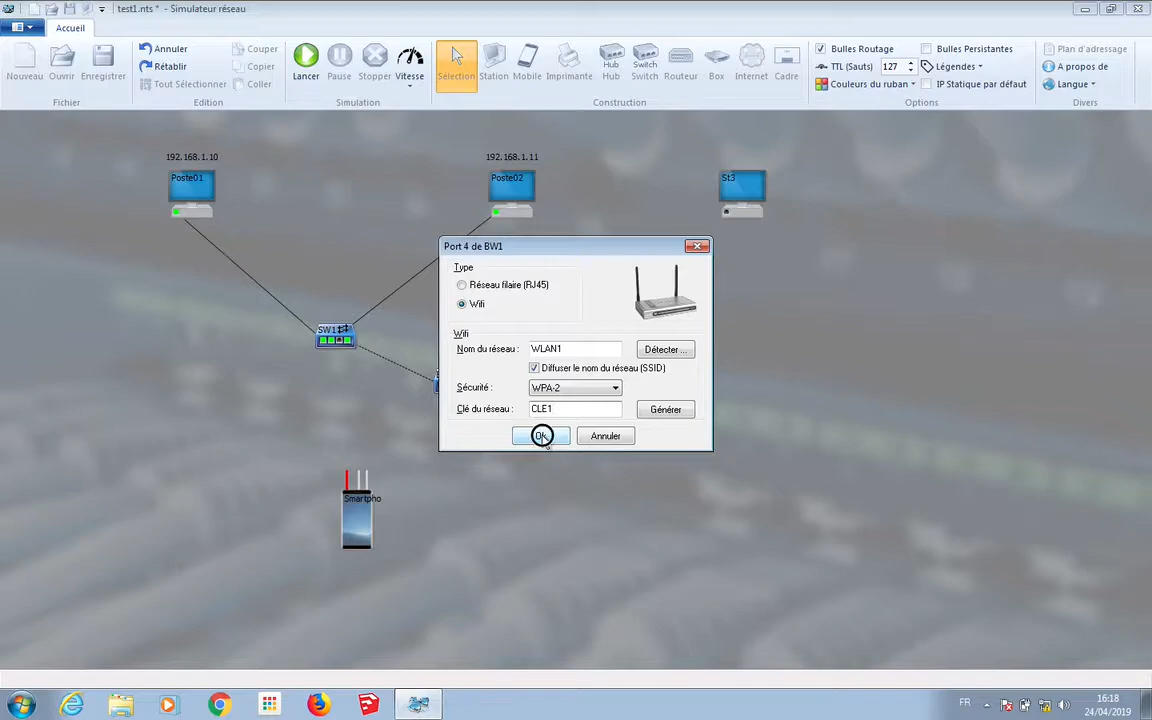 test1.nts * - Simulateur réseau
Accueil
Nouveau
Ouvrir
Enregistrer
Fichier
Annuler
Rétablir
Tout Sélectionner
Couper
Copier
Coller
Edition
Lancer
Pause
Stopper
Vitesse
Simulation
Sélection
Station
Mobile
Imprimante
Hub
Hub
Switch
Switch
Routeur
Box
Internet
Cadre
Construction
Bulles Routage
Bulles Persistantes
TTL (Sauts)
127
Légendes
Couleurs du ruban
IP Statique par défaut
Options
Plan d'adressage
A propos de
Langue
Divers
192.168.1.10
192.168.1.11
Poste01
Poste02
St3
SW1
Smartpho
Port 4 de BW1
Type
Réseau filaire (RJ45)
Wifi
Wifi
Nom du réseau :
WLAN1
Détecter ...
Diffuser le nom du réseau (SSID)
Sécurité :
WPA-2
Clé du réseau :
CLE1
Générer
Ok
Annuler
FR
16:18
24/04/2019